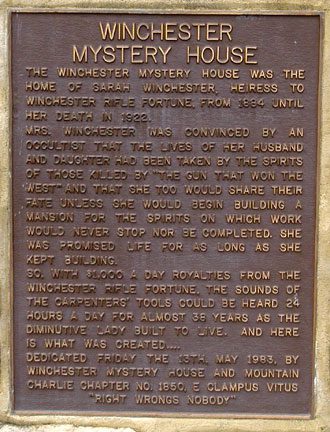 WINCHESTER
MYSTERY HOUSE
THE WINCHESTER MYSTERY HOUSE WAS THE
HOME OF SARAH WINCHESTER, HEIRESS TO
WINCHESTER RIFLE FORTUNE, FROM 1884 UNTIL
HER DEATH IN 1922.
MRS. WINCHESTER WAS CONVINCED BY AN
OCCULTIST THAT THE LIVES OF HER HUSBAND
AND DAUGHTER HAD BEEN TAKEN BY THE SPIRITS
OF THOSE KILLED BY "THE GUN THAT WON THE
WEST" AND THAT SHE TOO WOULD SHARE THEIR
FATE UNLESS SHE WOULD BEGIN BUILDING A
MANSION FOR THE SPIRITS ON WHICH WORK
WOULD NEVER STOP NOR BE COMPLETED. SHE
WAS PROMISED LIFE FOR AS LONG AS SHE
KEPT BUILDING.
SO, WITH $1,000 A DAY ROYALTIES FROM THE
WINCHESTER RIFLE FORTUNE, THE SOUNDS OF
THE CARPENTERS' TOOLS COULD BE HEARD 24
HOURS A DAY FOR ALMOST 38 YEARS AS THE
DIMINUTIVE LADY BUILT TO LIVE. AND HERE
IS WHAT WAS CREATED....
DEDICATED FRIDAY THE 13TH, MAY 1983, BY
WINCHESTER MYSTERY HOUSE AND MOUNTAIN
CHARLIE CHAPTER NO. 1850, E CLAMPUS VITUS
"RIGHT WRONGS NOBODY"